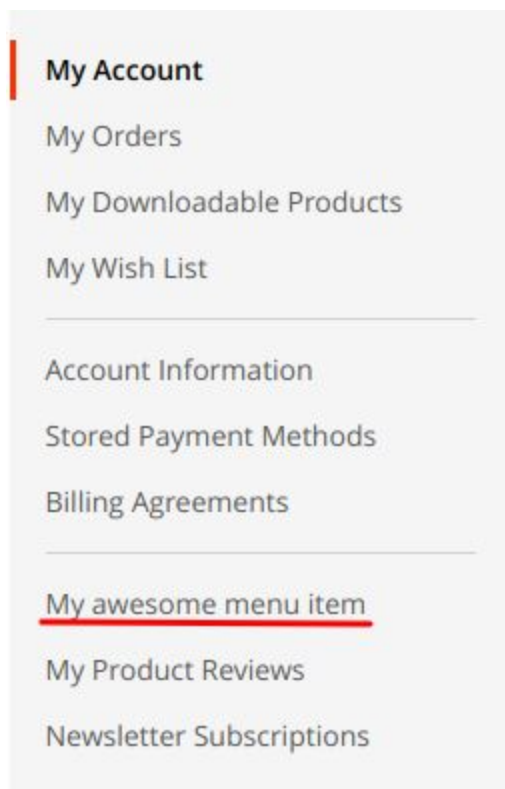 My Account
My Orders
My Downloadable Products
My Wish List
Account Information
Stored Payment Methods
Billing Agreements
My awesome menu item
My Product Reviews
Newsletter Subscriptions